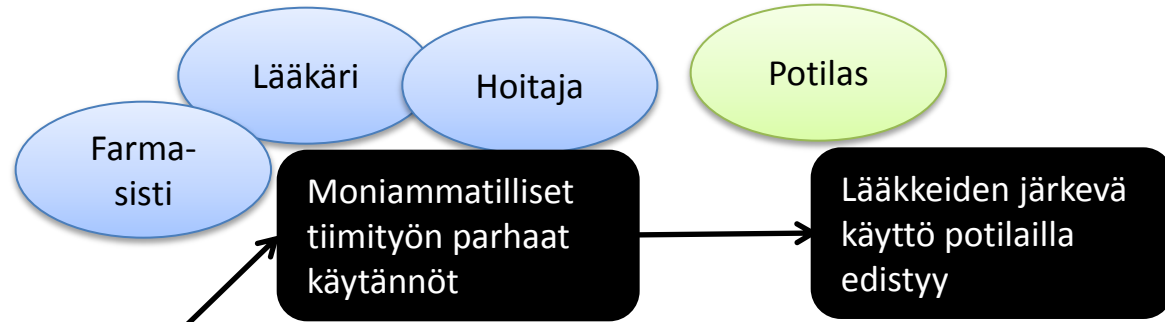 Lääkäri
Hoitaja
Potilas
Farma-
sisti
Moniammatilliset
tiimityön parhaat
käytännöt
Lääkkeiden järkevä
käyttö potilailla
edistyy